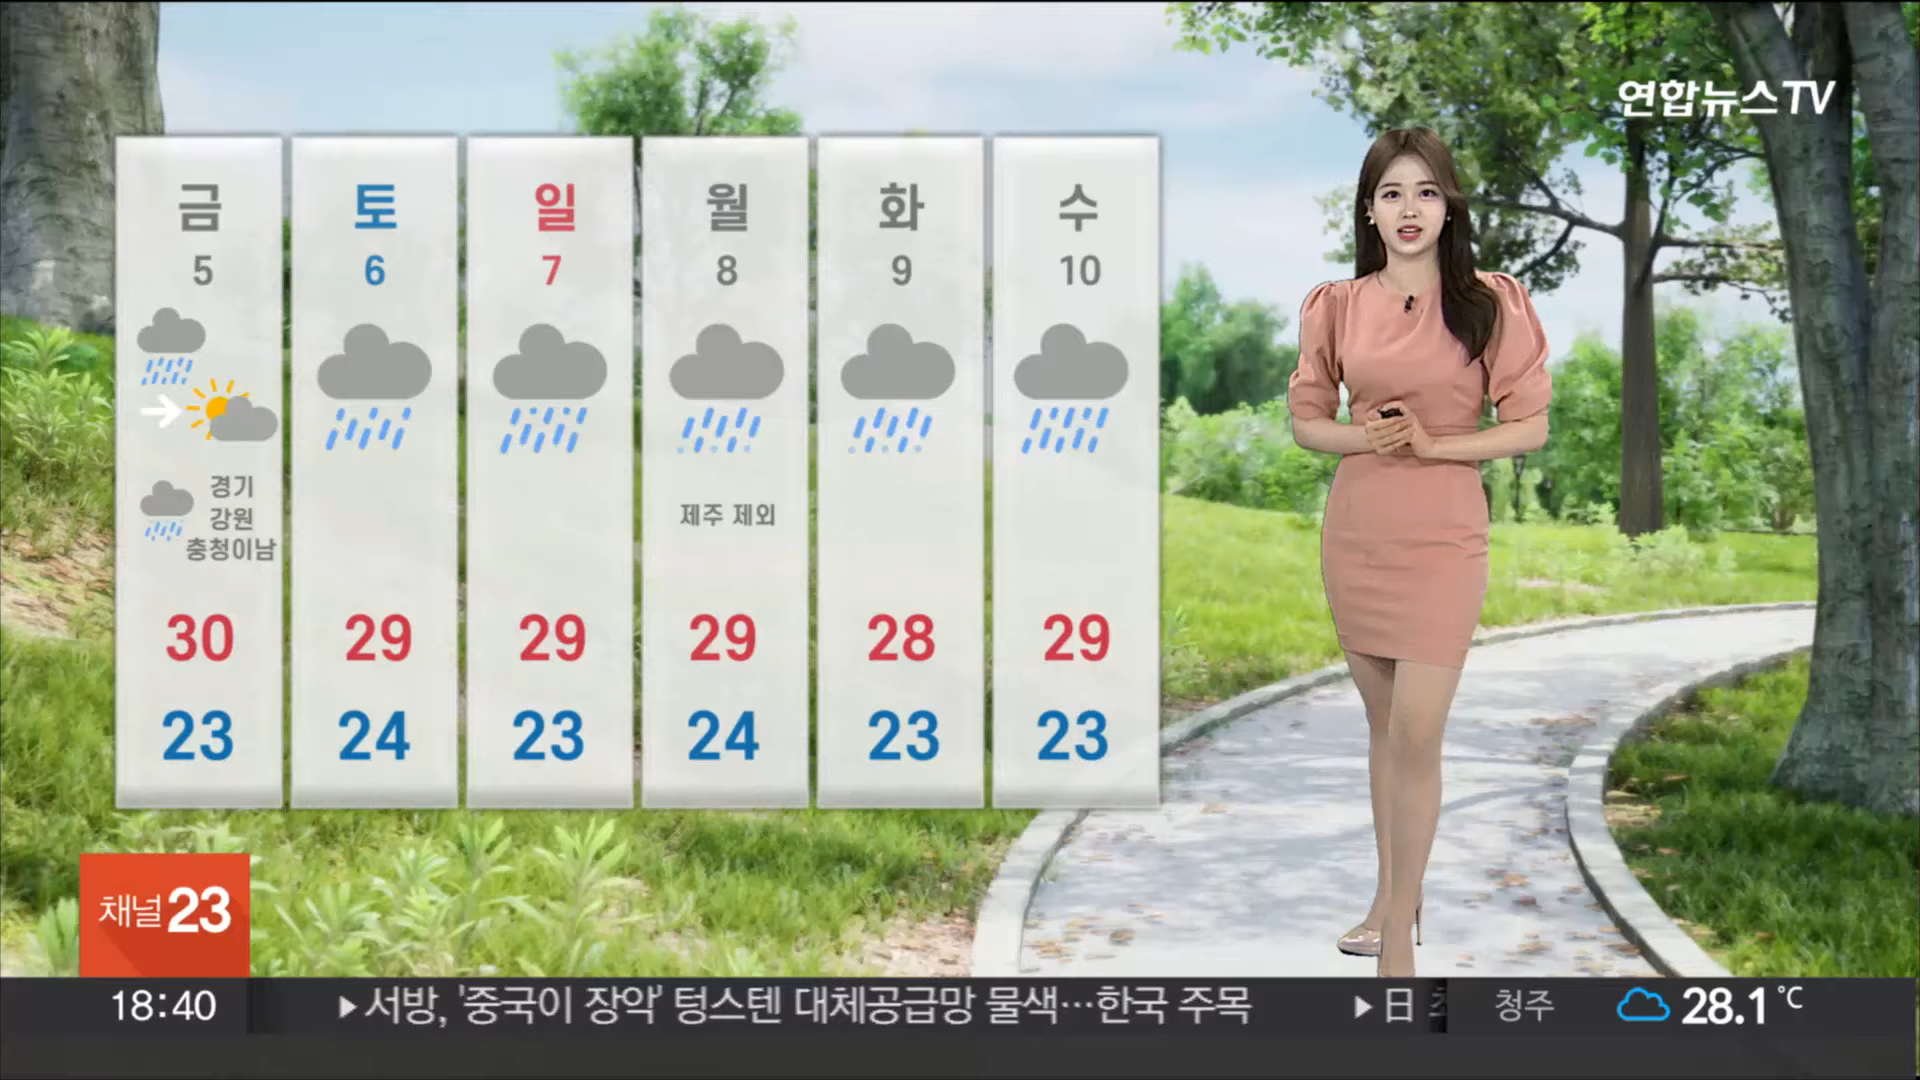 연합뉴스TV
금 토 일 월 화 수
5 6 7 8 9 10
경기
강원
충청이남
제주 제외
30 29 29 29 28 29
23 24 23 24 23 23
채널 23
18:40 ▶서방, '중국이 장악' 텅스텐 대체공급망 물색…한국 주목 ▶日 청주 28.1℃